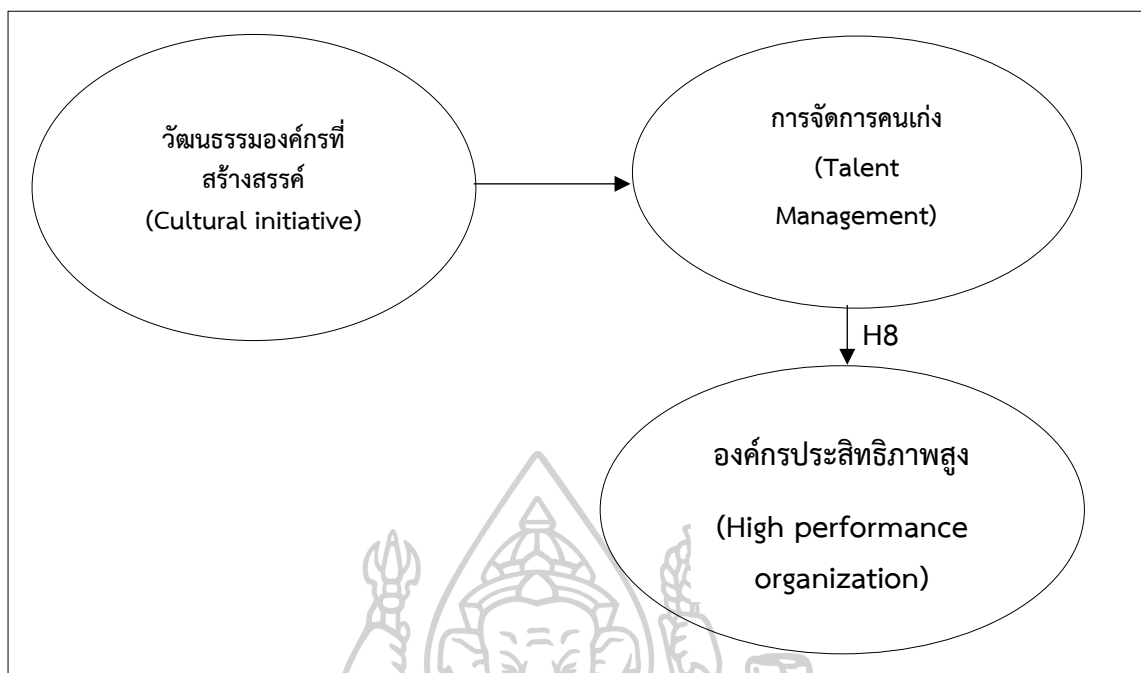 วัฒนธรรมองค์กรที่
สร้างสรรค์
(Cultural initiative)
การจัดการคนเก่ง
(Talent
Management)
H8
องค์กรประสิทธิภาพสูง
(High performance
organization)